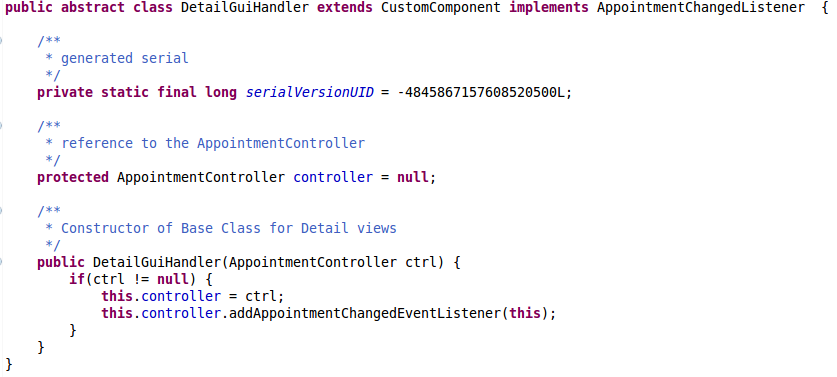 public abstract class DetailGuiHandler extends CustomComponent implements AppointmentChangedListener {
/**
* generated serial
*/
private static final long serialVersionUID = -4845867157608520500L;
/**
* reference to the AppointmentController
*/
protected AppointmentController controller = null;
/**
* Constructor of Base Class for Detail views
*/
public DetailGuiHandler(AppointmentController ctrl) {
if(ctrl != null) {
this.controller = ctrl;
this.controller.addAppointmentChangedEventListener(this);
}
}
}